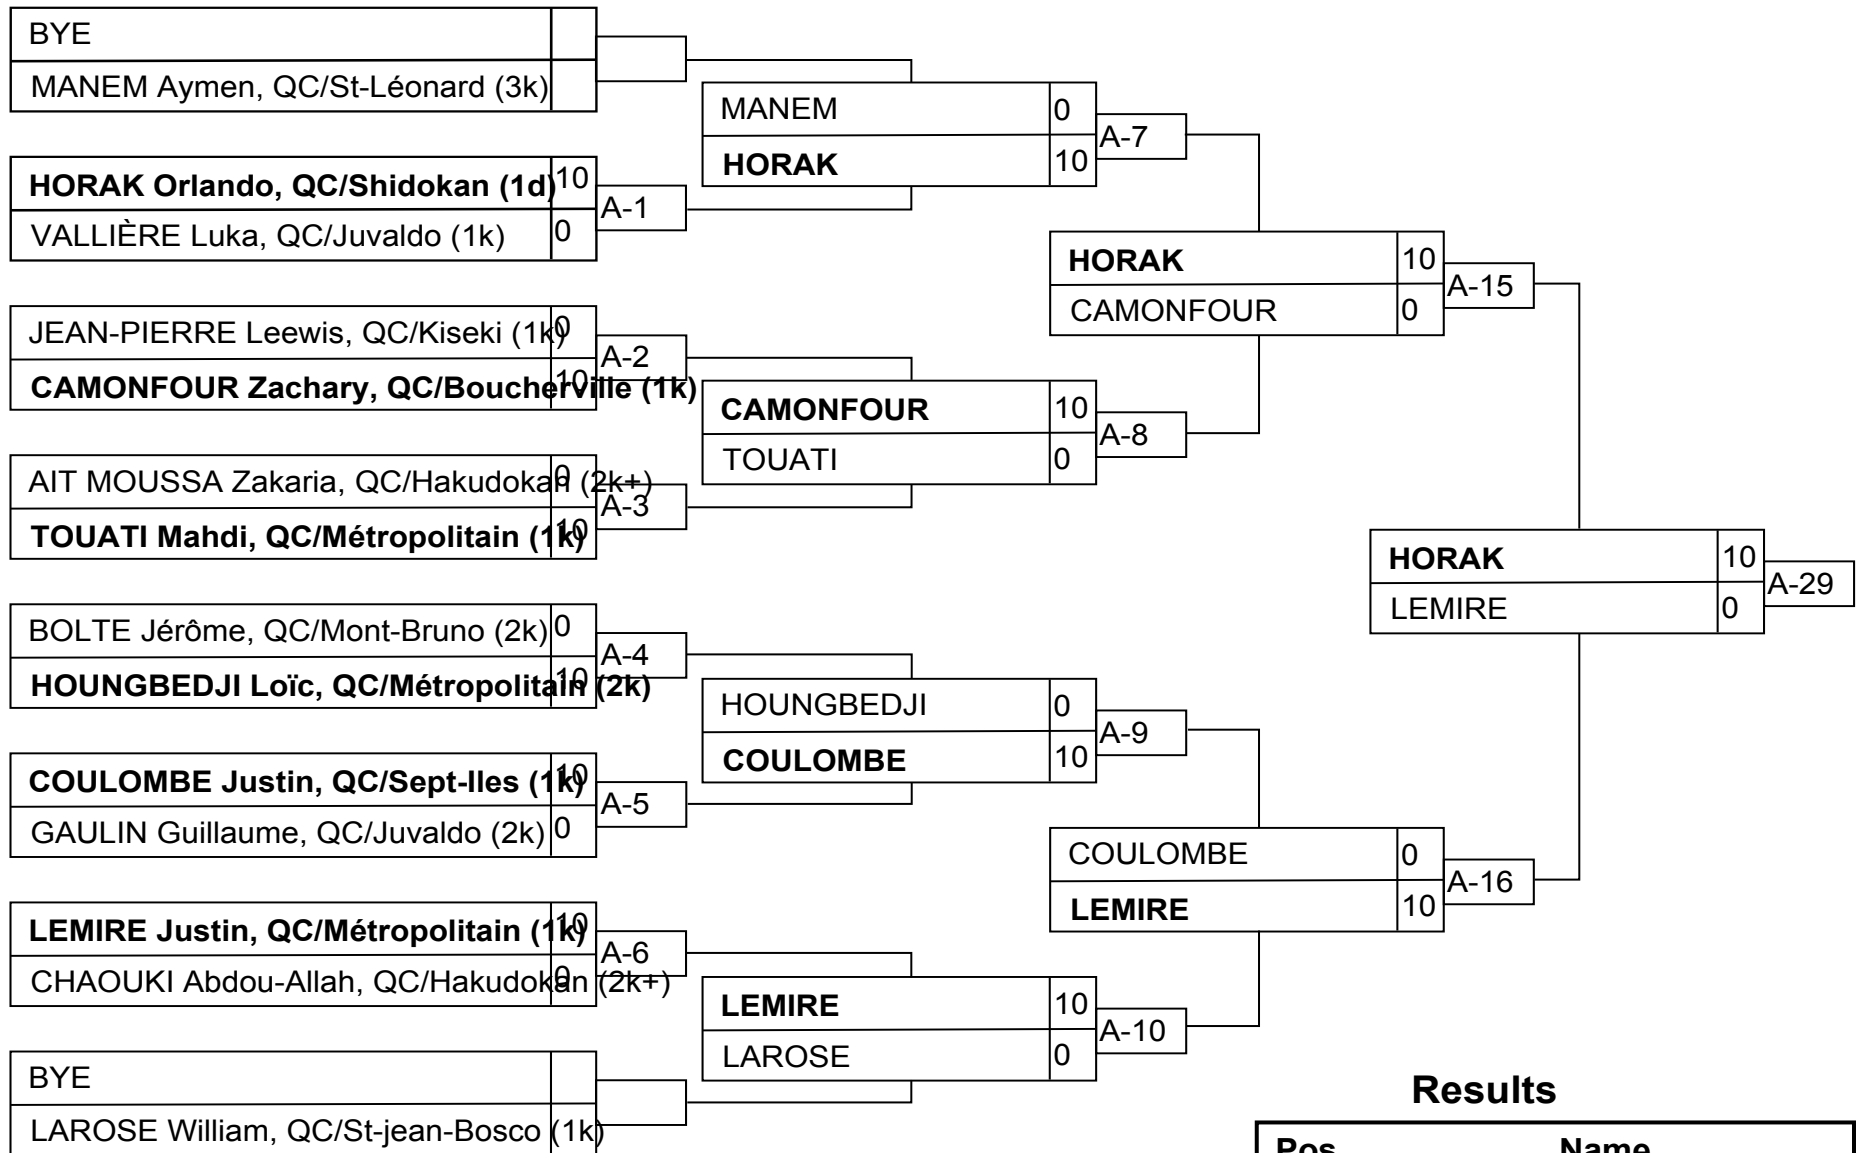 BYE
MANEM Aymen, QC/St-Léonard (3k)
HORAK Orlando, QC/Shidokan (1d) 10
A-1
VALLIÈRE Luka, QC/Juvaldo (1k) 0
JEAN-PIERRE Leewis, QC/Kiseki (1k) 0
A-2
CAMONFOUR Zachary, QC/Boucherville (1k) 10
AIT MOUSSA Zakaria, QC/Hakudokan (2k+) 0
A-3
TOUATI Mahdi, QC/Métropolitain (1k) 10
BOLTE Jérôme, QC/Mont-Bruno (2k) 0
A-4
HOUNGBEDJI Loïc, QC/Métropolitain (2k) 10
COULOMBE Justin, QC/Sept-Iles (1k) 10
A-5
GAULIN Guillaume, QC/Juvaldo (2k) 0
LEMIRE Justin, QC/Métropolitain (1k) 10
A-6
CHAOUKI Abdou-Allah, QC/Hakudokan (2k+) 0
BYE
LAROSE William, QC/St-jean-Bosco (1k)
MANEM 0
A-7
HORAK 10
CAMONFOUR 10
A-8
TOUATI 0
HOUNGBEDJI 0
A-9
COULOMBE 10
LEMIRE 10
A-10
LAROSE 0
HORAK 10
A-15
CAMONFOUR 0
COULOMBE 0
A-16
LEMIRE 10
HORAK 10
A-29
LEMIRE 0
Results
Pos Name